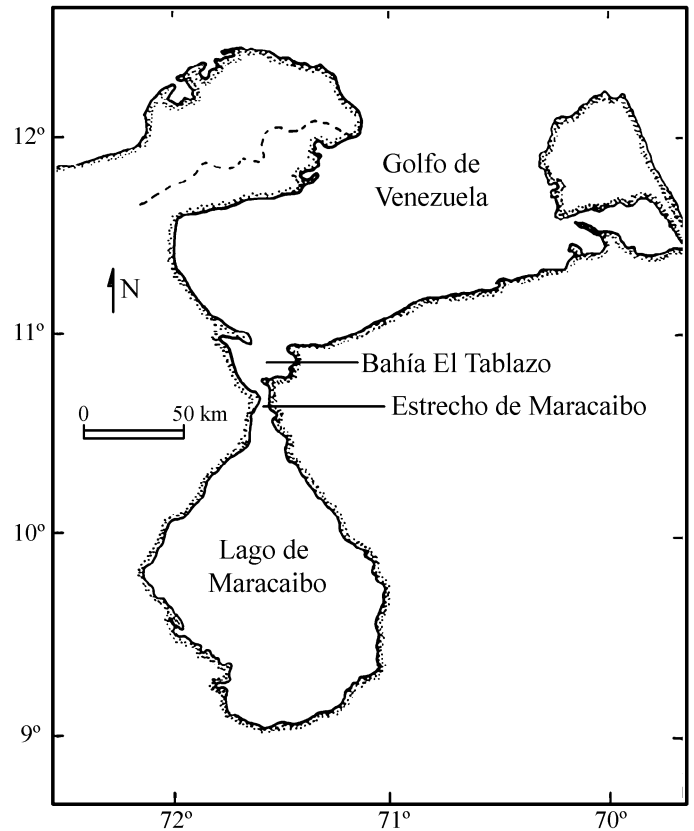 12º
Golfo de
Venezuela
N
11º
Bahía El Tablazo
0 50 km
Estrecho de Maracaibo
10º
Lago de
Maracaibo
9º
72º 71º 70º